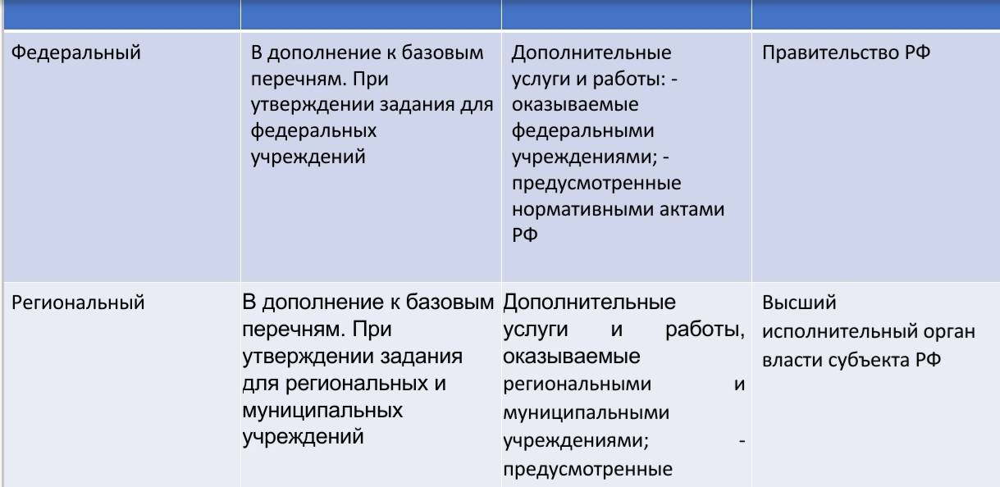 Федеральный
В дополнение к базовым
перечням. При
утверждении задания для
федеральных
учреждений
Дополнительные
услуги и работы: -
оказываемые
федеральными
учреждениями; -
предусмотренные
нормативными актами
РФ
Правительство РФ
Региональный
В дополнение к базовым
перечням. При
утверждении задания
для региональных и
муниципальных
учреждений
Дополнительные
услуги и работы,
оказываемые
региональными и
муниципальными
учреждениями; -
предусмотренные
Высший
исполнительный орган
власти субъекта РФ